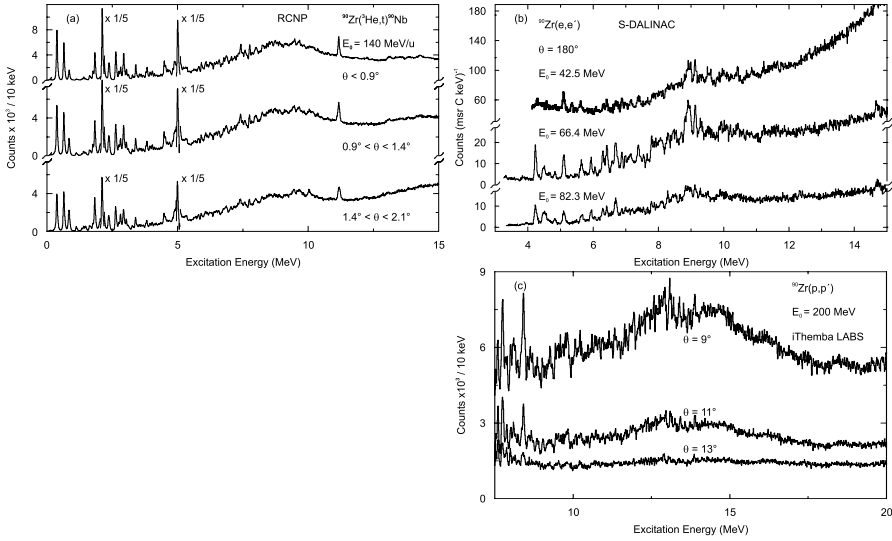 (a)
x 1/5
x 1/5
RCNP
⁹⁰Zr(³He,t)⁹⁰Nb
E₀ = 140 MeV/u
θ < 0.9°
8
4
0
x 1/5
x 1/5
0.9° < θ < 1.4°
4
0
x 1/5
x 1/5
1.4° < θ < 2.1°
4
0
Counts x 10³ / 10 keV
0
5
10
15
Excitation Energy (MeV)
(b)
⁹⁰Zr(e,e´)
S-DALINAC
θ = 180°
E₀ = 42.5 MeV
180
140
100
60
E₀ = 66.4 MeV
20
10
0
E₀ = 82.3 MeV
10
0
Counts (msr C keV)⁻¹
4
6
8
10
12
14
Excitation Energy (MeV)
(c)
⁹⁰Zr(p,p´)
E₀ = 200 MeV
iThemba LABS
θ = 9°
θ = 11°
θ = 13°
9
6
3
0
Counts x10³ / 10 keV
10
15
20
Excitation Energy (MeV)